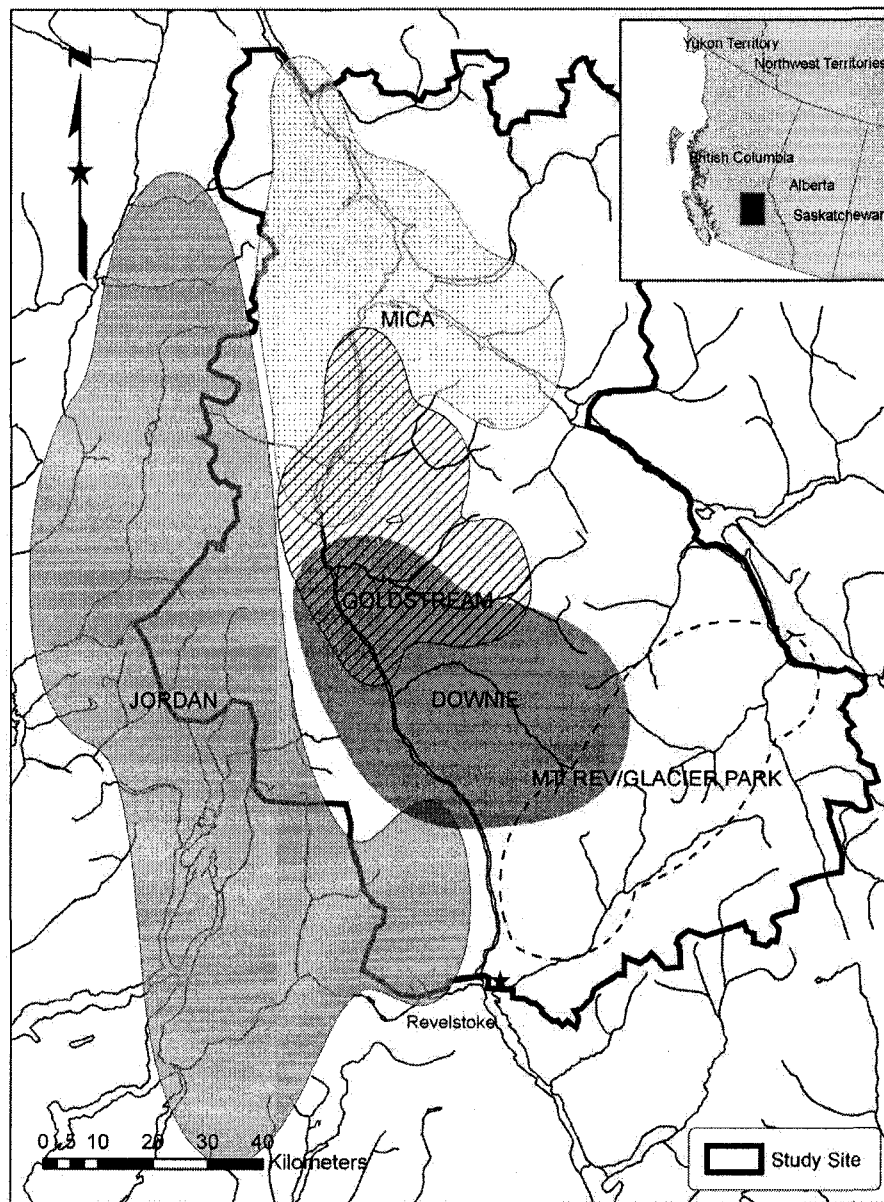 N
Yukon Territory
Northwest Territories
British Columbia
Alberta
Saskatchewan
MICA
GOLDSTREAM
JORDAN
DOWNIE
MT REV/GLACIER PARK
Revelstoke
0 5 10 20 30 40
Kilometers
Study Site